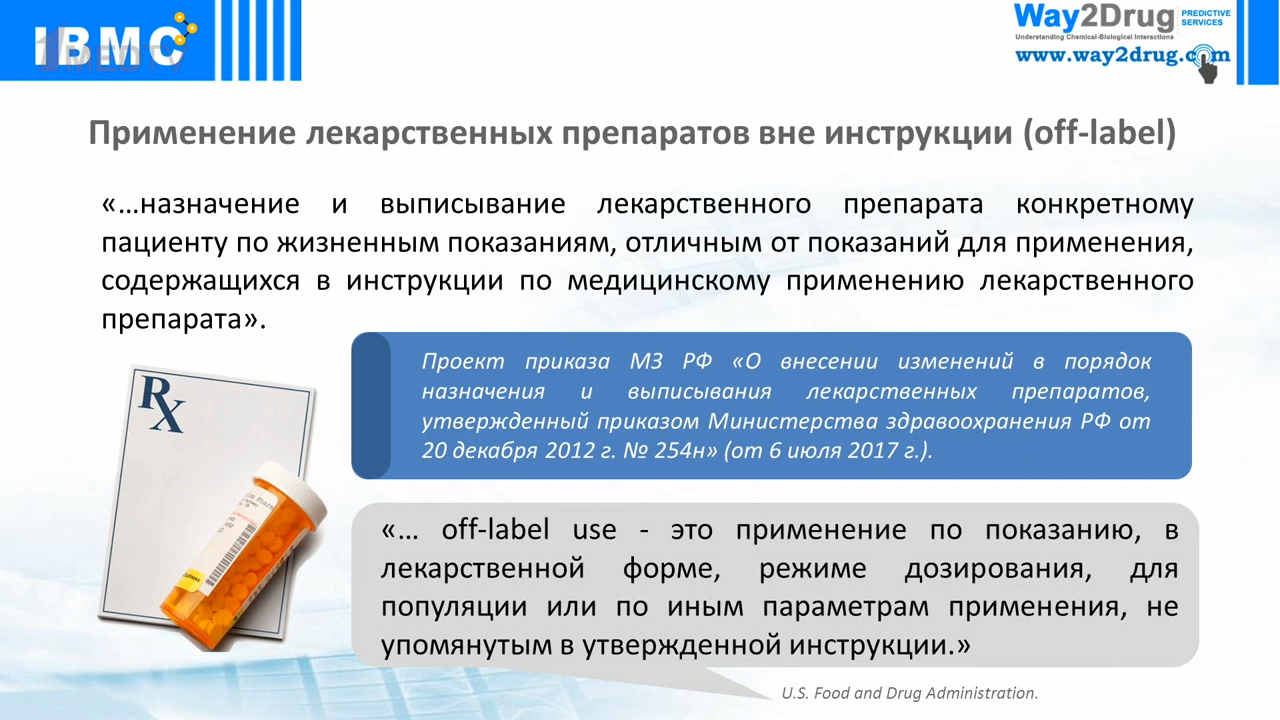 IBMC
1MEDTV
Way2Drug PREDICTIVE SERVICES
Understanding Chemical-Biological Interactions
www.way2drug.com
Применение лекарственных препаратов вне инструкции (off-label)
«…назначение и выписывание лекарственного препарата конкретному
пациенту по жизненным показаниям, отличным от показаний для применения,
содержащихся в инструкции по медицинскому применению лекарственного
препарата».
Проект приказа МЗ РФ «О внесении изменений в порядок
назначения и выписывания лекарственных препаратов,
утвержденный приказом Министерства здравоохранения РФ от
20 декабря 2012 г. № 254н» (от 6 июля 2017 г.).
Rx
«… off-label use - это применение по показанию, в
лекарственной форме, режиме дозирования, для
популяции или по иным параметрам применения, не
упомянутым в утвержденной инструкции.»
U.S. Food and Drug Administration.